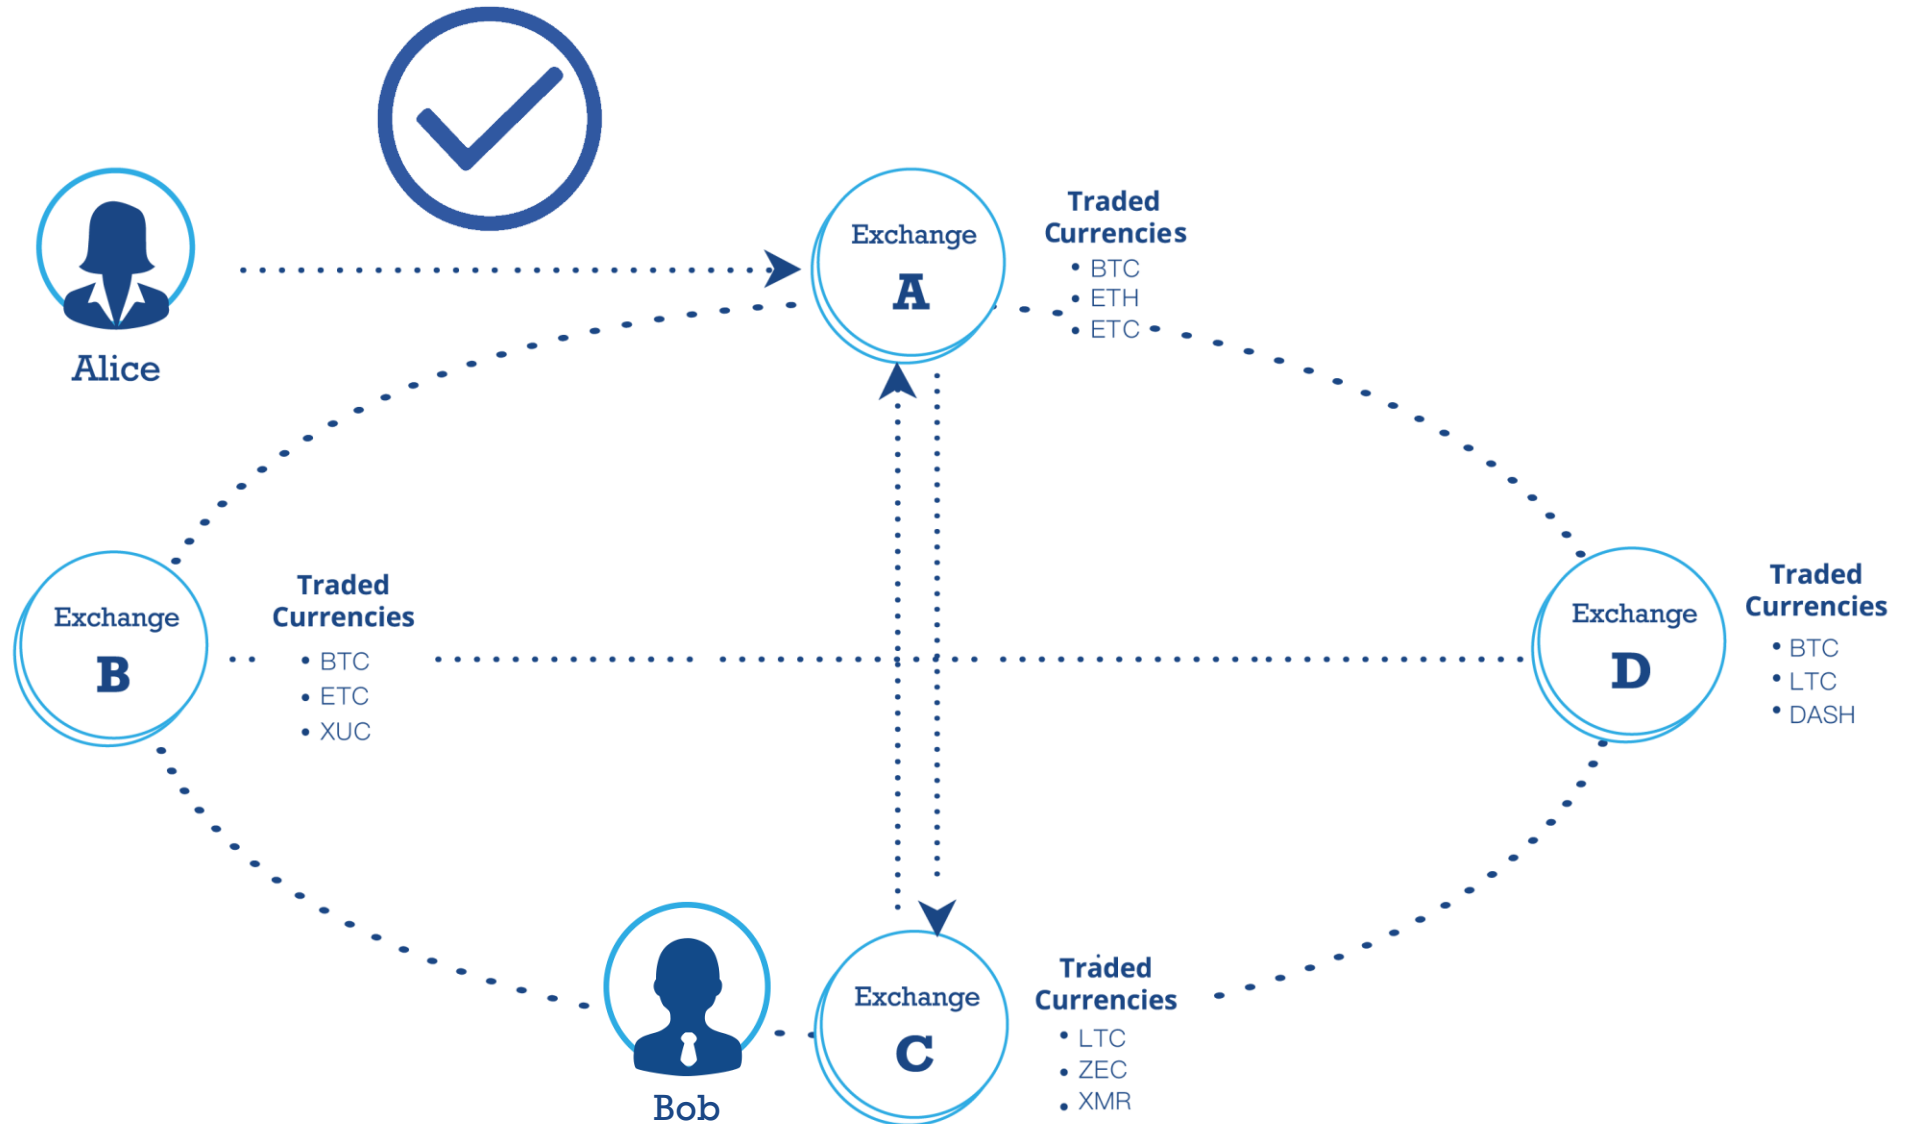 Alice
Exchange
A
Traded
Currencies
• BTC
• ETH
• ETC
Exchange
B
Traded
Currencies
• BTC
• ETC
• XUC
Exchange
D
Traded
Currencies
• BTC
• LTC
• DASH
Bob
Exchange
C
Traded
Currencies
• LTC
• ZEC
• XMR